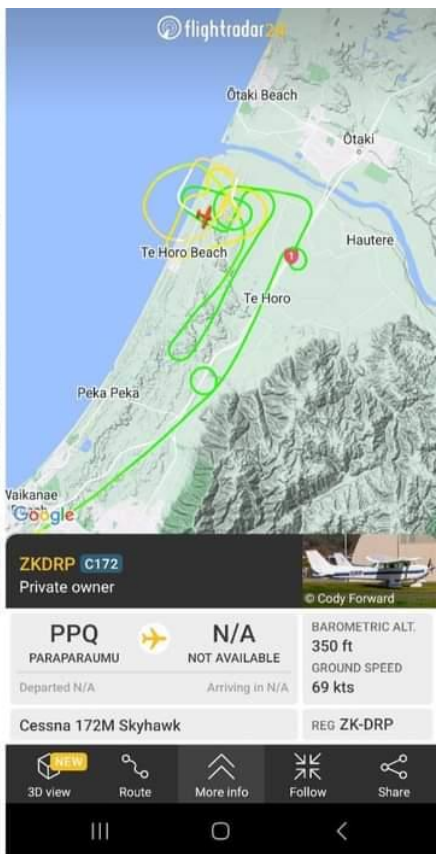 flightradar24
Ōtaki Beach
Ōtaki
Hautere
Te Horo Beach
1
Te Horo
Peka Peka
Waikanae
Google
ZKDRP C172
Private owner
© Cody Forward
PPQ
PARAPARAUMU
N/A
NOT AVAILABLE
Departed N/A
Arriving in N/A
BAROMETRIC ALT.
350 ft
GROUND SPEED
69 kts
Cessna 172M Skyhawk
REG ZK-DRP
NEW
3D view
Route
More info
Follow
Share